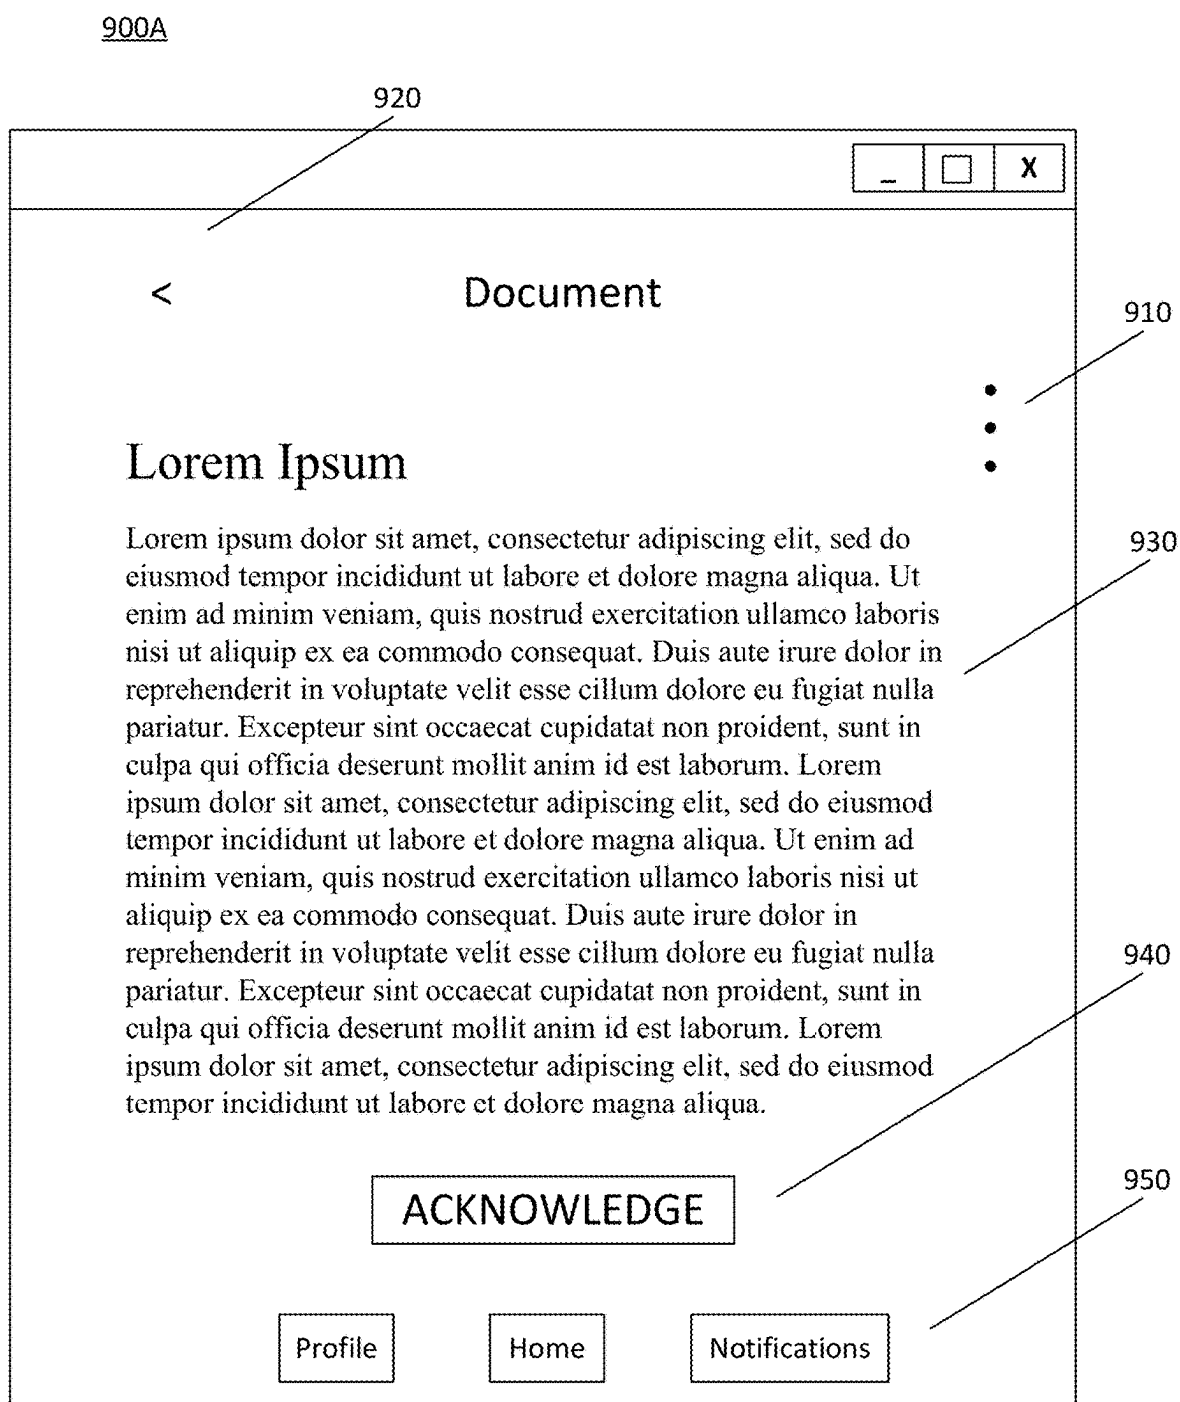 900A
920
_ X
< Document
910
Lorem Ipsum
930
Lorem ipsum dolor sit amet, consectetur adipiscing elit, sed do
eiusmod tempor incididunt ut labore et dolore magna aliqua. Ut
enim ad minim veniam, quis nostrud exercitation ullamco laboris
nisi ut aliquip ex ea commodo consequat. Duis aute irure dolor in
reprehenderit in voluptate velit esse cillum dolore eu fugiat nulla
pariatur. Excepteur sint occaecat cupidatat non proident, sunt in
culpa qui officia deserunt mollit anim id est laborum. Lorem
ipsum dolor sit amet, consectetur adipiscing elit, sed do eiusmod
tempor incididunt ut labore et dolore magna aliqua. Ut enim ad
minim veniam, quis nostrud exercitation ullamco laboris nisi ut
aliquip ex ea commodo consequat. Duis aute irure dolor in
reprehenderit in voluptate velit esse cillum dolore eu fugiat nulla
pariatur. Excepteur sint occaecat cupidatat non proident, sunt in
culpa qui officia deserunt mollit anim id est laborum. Lorem
ipsum dolor sit amet, consectetur adipiscing elit, sed do eiusmod
tempor incididunt ut labore et dolore magna aliqua.
940
ACKNOWLEDGE
950
Profile Home Notifications